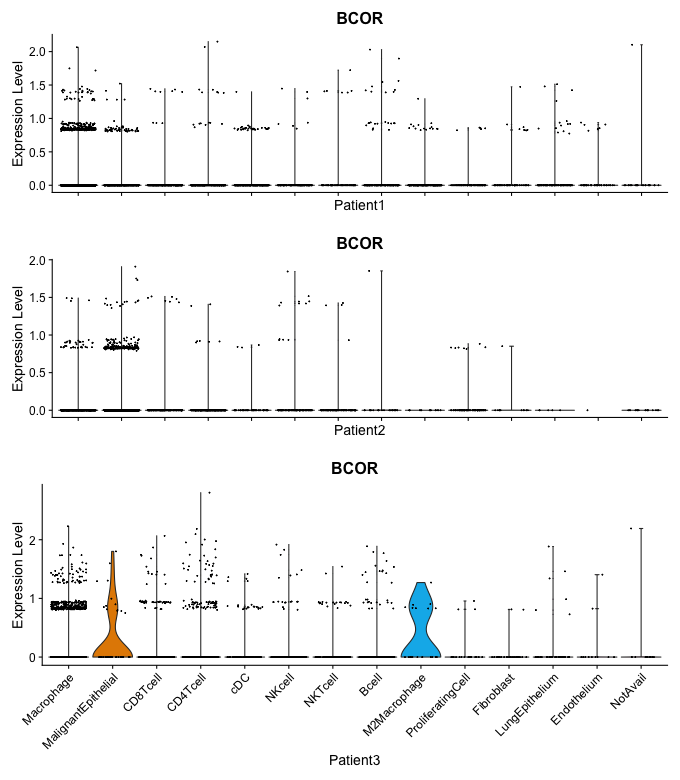 BCOR
Expression Level
2.0
1.5
1.0
0.5
0.0
Patient1
BCOR
Expression Level
2.0
1.5
1.0
0.5
0.0
Patient2
BCOR
Expression Level
2
1
0
Macrophage
MalignantEpithelial
CD8Tcell
CD4Tcell
cDC
NKcell
NKTcell
Bcell
M2Macrophage
ProliferatingCell
Fibroblast
LungEpithelium
Endothelium
NotAvail
Patient3